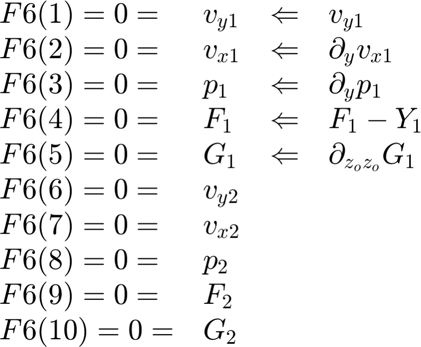 F6(1) = 0 = v_{y1} ⇐ v_{y1}
F6(2) = 0 = v_{x1} ⇐ ∂_y v_{x1}
F6(3) = 0 = p_1 ⇐ ∂_y p_1
F6(4) = 0 = F_1 ⇐ F_1 − Y_1
F6(5) = 0 = G_1 ⇐ ∂_{z_o z_o} G_1
F6(6) = 0 = v_{y2}
F6(7) = 0 = v_{x2}
F6(8) = 0 = p_2
F6(9) = 0 = F_2
F6(10) = 0 = G_2